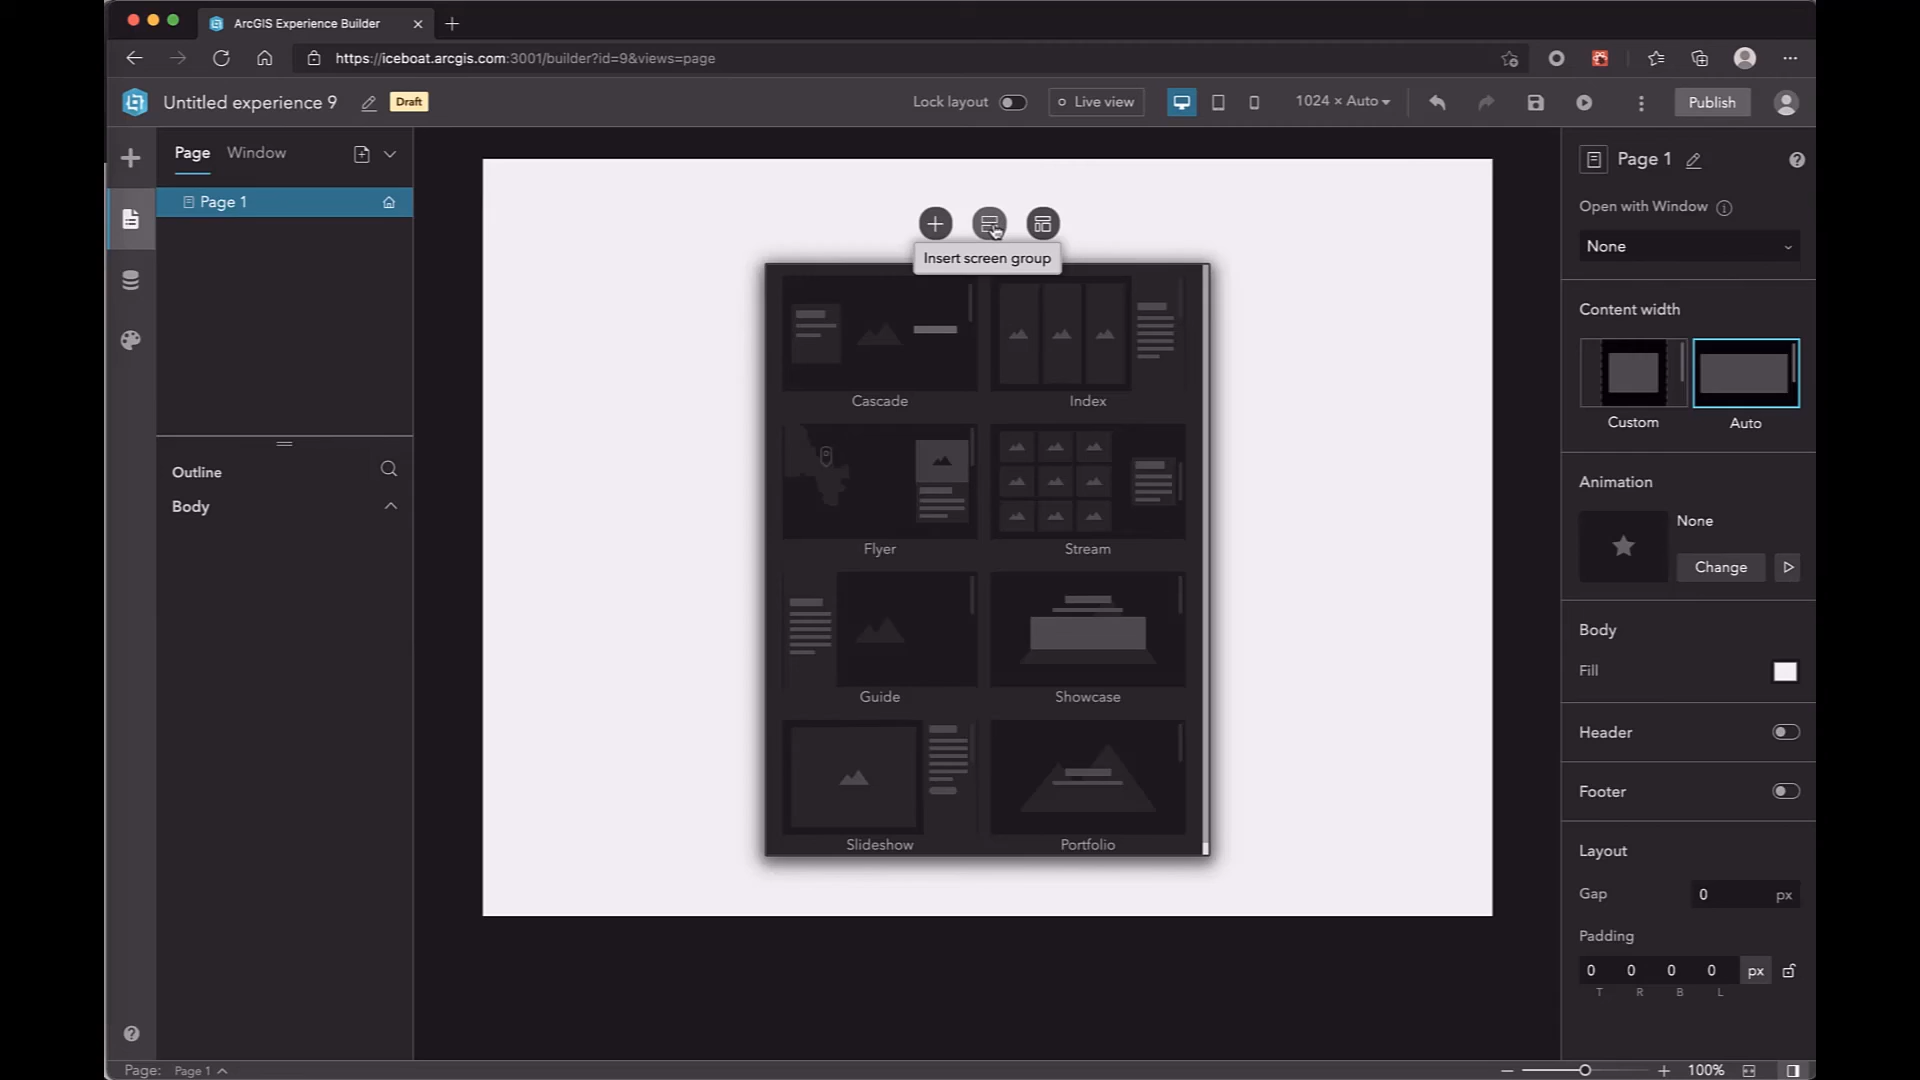 ArcGIS Experience Builder
https://iceboat.arcgis.com:3001/builder?id=9&views=page
Untitled experience 9
Draft
Lock layout
Live view
1024 × Auto
Publish
Page
Window
Page 1
Outline
Body
Insert screen group
Cascade
Index
Flyer
Stream
Guide
Showcase
Slideshow
Portfolio
Page 1
Open with Window
None
Content width
Custom
Auto
Animation
None
Change
Body
Fill
Header
Footer
Layout
Gap
0 px
Padding
0 0 0 0 px
T R B L
Page: Page 1
100%